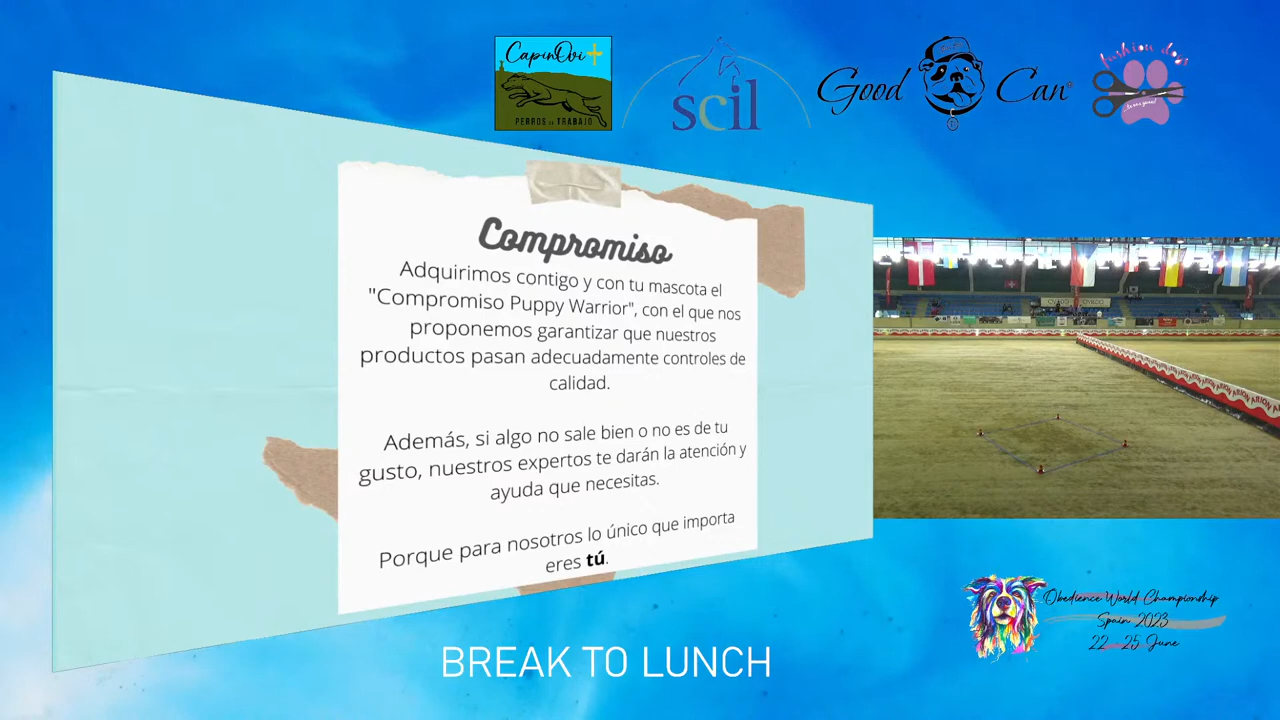 CapinOvi
PERROS DE TRABAJO
scil
Good Can
fashion dogs
Compromiso
Adquirimos contigo y con tu mascota el
"Compromiso Puppy Warrior", con el que nos
proponemos garantizar que nuestros
productos pasan adecuadamente controles de
calidad.
Además, si algo no sale bien o no es de tu
gusto, nuestros expertos te darán la atención y
ayuda que necesitas.
Porque para nosotros lo único que importa
eres tú.
Obedience World Championship
Spain 2023
22 - 25 June
BREAK TO LUNCH